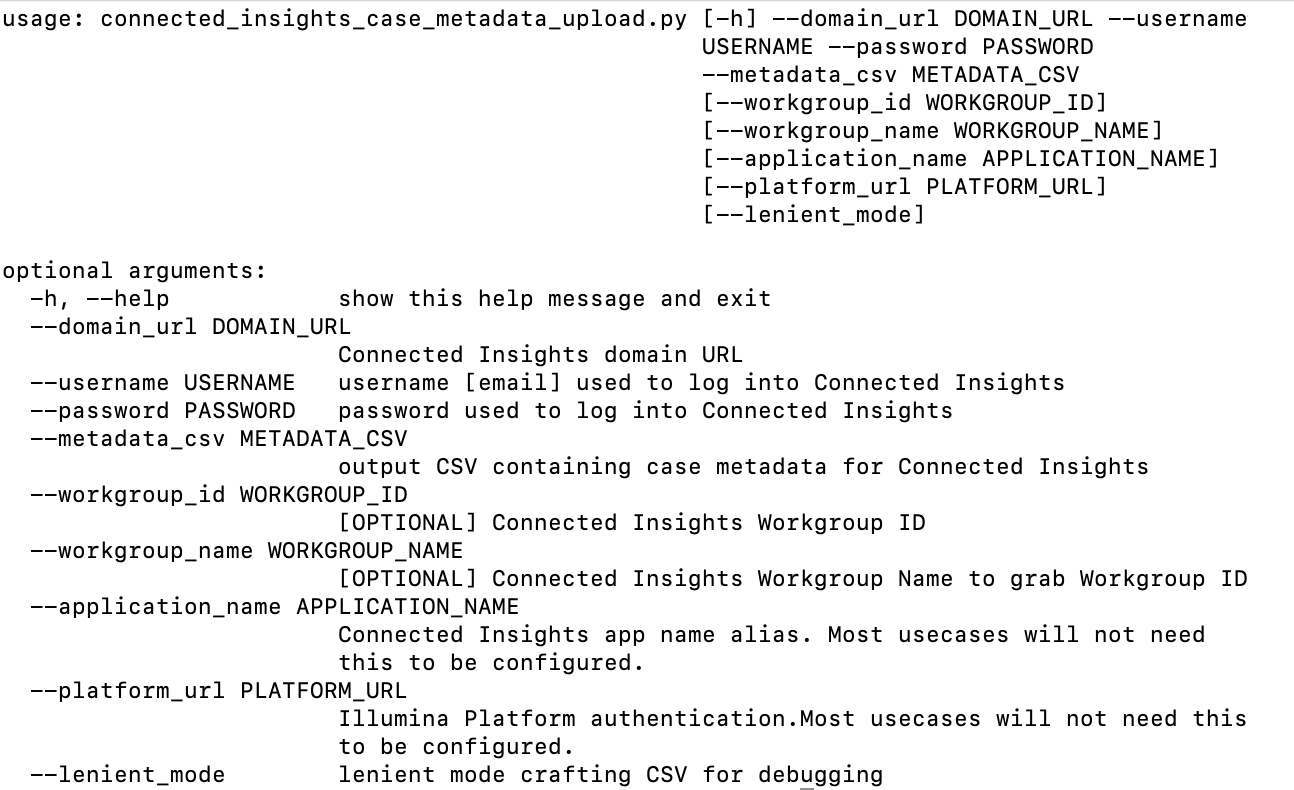 usage: connected_insights_case_metadata_upload.py [-h] --domain_url DOMAIN_URL --username
USERNAME --password PASSWORD
--metadata_csv METADATA_CSV
[--workgroup_id WORKGROUP_ID]
[--workgroup_name WORKGROUP_NAME]
[--application_name APPLICATION_NAME]
[--platform_url PLATFORM_URL]
[--lenient_mode]

optional arguments:
-h, --help show this help message and exit
--domain_url DOMAIN_URL
Connected Insights domain URL
--username USERNAME username [email] used to log into Connected Insights
--password PASSWORD password used to log into Connected Insights
--metadata_csv METADATA_CSV
output CSV containing case metadata for Connected Insights
--workgroup_id WORKGROUP_ID
[OPTIONAL] Connected Insights Workgroup ID
--workgroup_name WORKGROUP_NAME
[OPTIONAL] Connected Insights Workgroup Name to grab Workgroup ID
--application_name APPLICATION_NAME
Connected Insights app name alias. Most usecases will not need
this to be configured.
--platform_url PLATFORM_URL
Illumina Platform authentication.Most usecases will not need this
to be configured.
--lenient_mode lenient mode crafting CSV for debugging